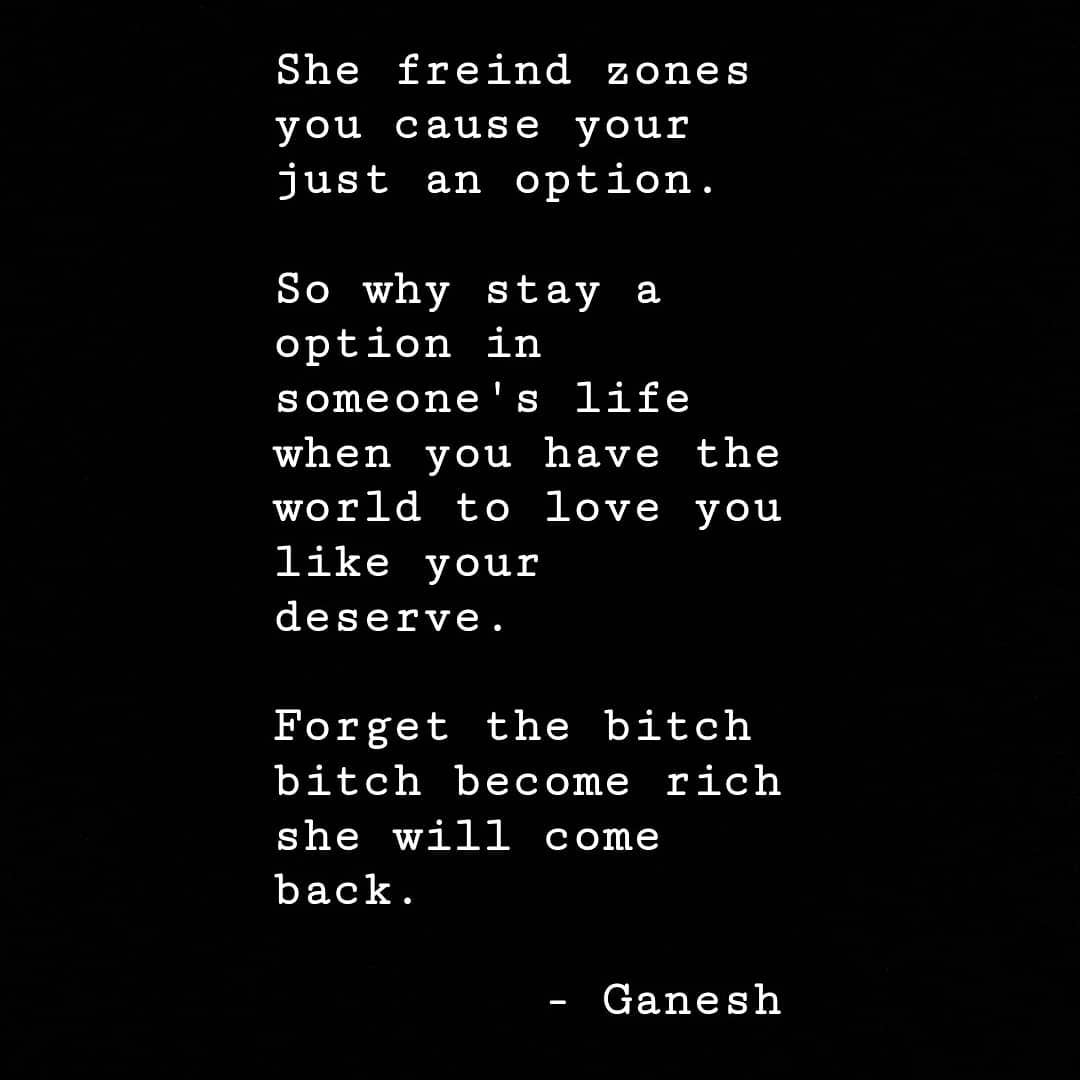 She freind zones
you cause your
just an option.
So why stay a
option in
someone's life
when you have the
world to love you
like your
deserve.
Forget the bitch
bitch become rich
she will come
back.
- Ganesh